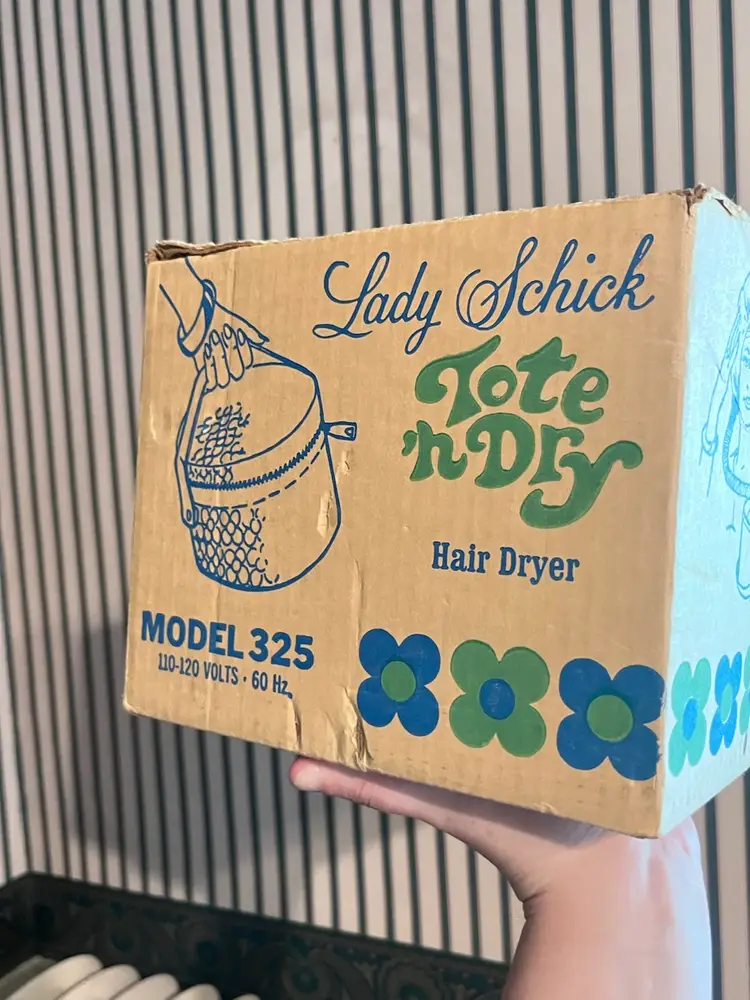 Lady Schick
Tote
'n Dry
Hair Dryer
MODEL 325
110-120 VOLTS • 60 Hz.